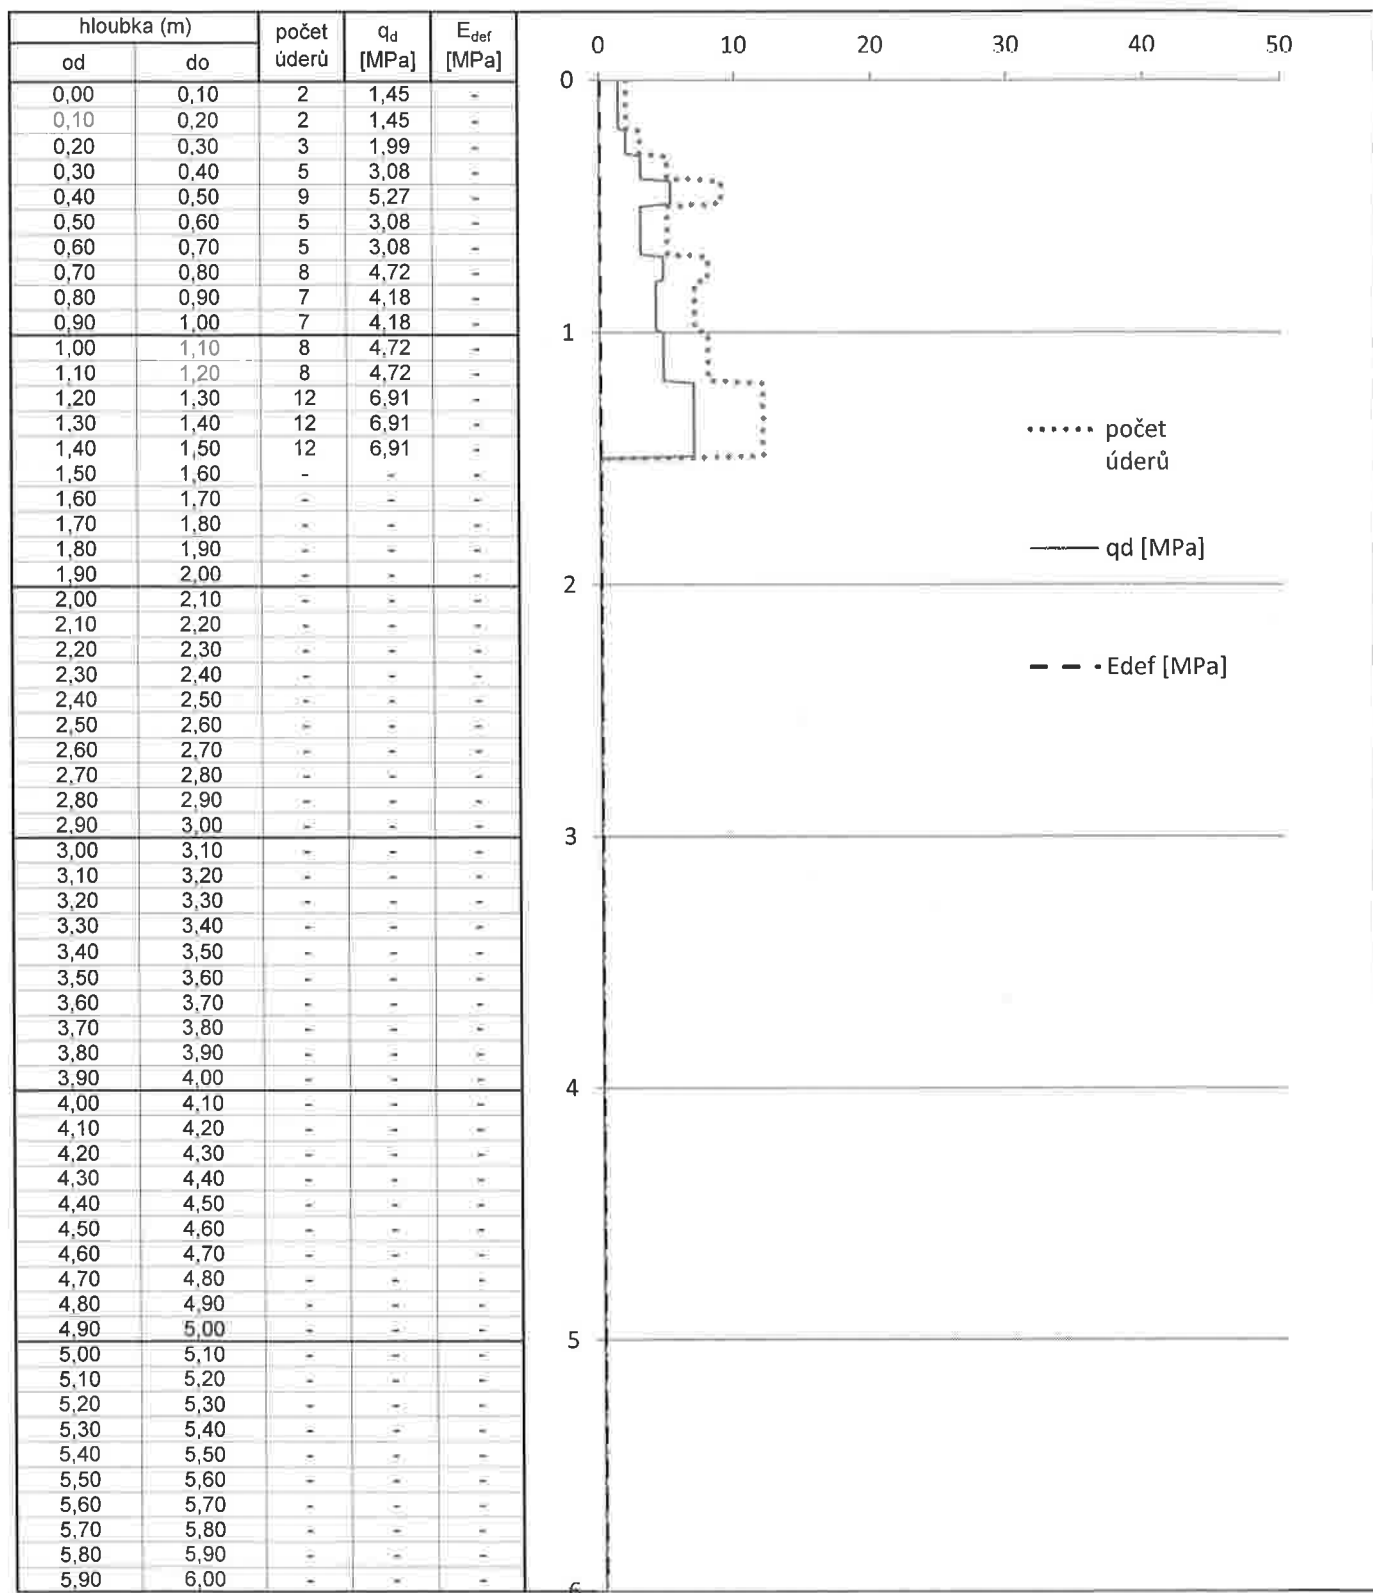 hloubka (m) počet úderů q_d [MPa] E_def [MPa]
od do
0,00 0,10 2 1,45 -
0,10 0,20 2 1,45 -
0,20 0,30 3 1,99 -
0,30 0,40 5 3,08 -
0,40 0,50 9 5,27 -
0,50 0,60 5 3,08 -
0,60 0,70 5 3,08 -
0,70 0,80 8 4,72 -
0,80 0,90 7 4,18 -
0,90 1,00 7 4,18 -
1,00 1,10 8 4,72 -
1,10 1,20 8 4,72 -
1,20 1,30 12 6,91 -
1,30 1,40 12 6,91 -
1,40 1,50 12 6,91 -
1,50 1,60 - - -
1,60 1,70 - - -
1,70 1,80 - - -
1,80 1,90 - - -
1,90 2,00 - - -
2,00 2,10 - - -
2,10 2,20 - - -
2,20 2,30 - - -
2,30 2,40 - - -
2,40 2,50 - - -
2,50 2,60 - - -
2,60 2,70 - - -
2,70 2,80 - - -
2,80 2,90 - - -
2,90 3,00 - - -
3,00 3,10 - - -
3,10 3,20 - - -
3,20 3,30 - - -
3,30 3,40 - - -
3,40 3,50 - - -
3,50 3,60 - - -
3,60 3,70 - - -
3,70 3,80 - - -
3,80 3,90 - - -
3,90 4,00 - - -
4,00 4,10 - - -
4,10 4,20 - - -
4,20 4,30 - - -
4,30 4,40 - - -
4,40 4,50 - - -
4,50 4,60 - - -
4,60 4,70 - - -
4,70 4,80 - - -
4,80 4,90 - - -
4,90 5,00 - - -
5,00 5,10 - - -
5,10 5,20 - - -
5,20 5,30 - - -
5,30 5,40 - - -
5,40 5,50 - - -
5,50 5,60 - - -
5,60 5,70 - - -
5,70 5,80 - - -
5,80 5,90 - - -
5,90 6,00 - - -
0 10 20 30 40 50
0
1
2
3
4
5
6
počet
úderů
qd [MPa]
Edef [MPa]